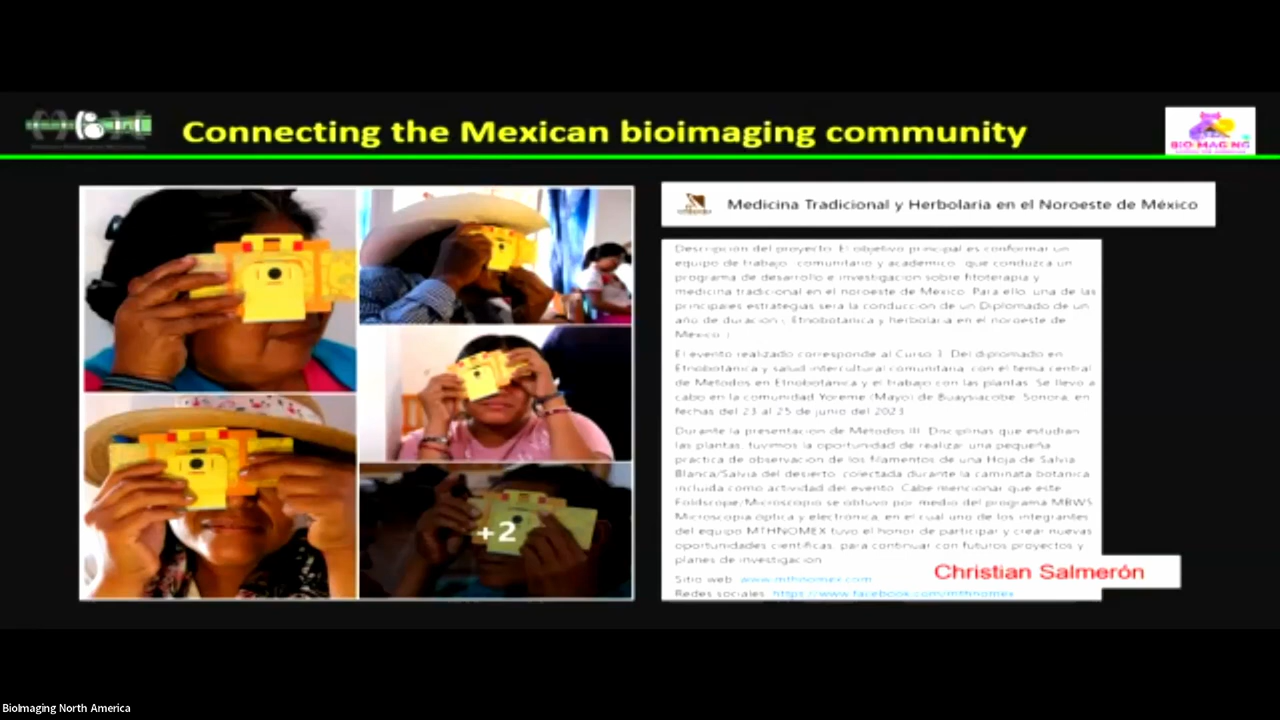 Connecting the Mexican bioimaging community
BIO MAG NG
Medicina Tradicional y Herbolaria en el Noroeste de México
Descripción del proyecto: El objetivo principal es conformar un
equipo de trabajo comunitario y académico que conduzca un
programa de desarrollo e investigación sobre fitoterapia y
medicina tradicional en el noroeste de México. Para ello una de las
principales estrategias será la conducción de un Diplomado de un
año de duración ( Etnobotánica y herbolaria en el noroeste de
México )
El evento realizado corresponde al Curso 3. Del diplomado en
Etnobotánica y salud intercultural comunitaria, con el tema central
de Métodos en Etnobotánica y el trabajo con las plantas. Se llevó a
cabo en la comunidad Yoreme (Mayo) de Buaysiacobe, Sonora, en
fechas del 23 al 25 de junio del 2023
Durante la presentación de Métodos III. Disciplinas que estudian
las plantas, tuvimos la oportunidad de realizar una pequeña
práctica de observación de los filamentos de una Hoja de Salvia
Blanca/Salvia del desierto, colectada durante la caminata botánica
incluida como actividad del evento. Cabe mencionar que este
Foldscope/Microscopio se obtuvo por medio del programa MBWS
Microscopía óptica y electrónica, en el cual uno de los integrantes
del equipo MTHNOMEX tuvo el honor de participar y crear nuevas
oportunidades científicas, para continuar con futuros proyectos y
planes de investigación
Sitio web: www.mthnomex.com
Redes sociales: https://www.facebook.com/mthnomex
Christian Salmerón
+2
BioImaging North America